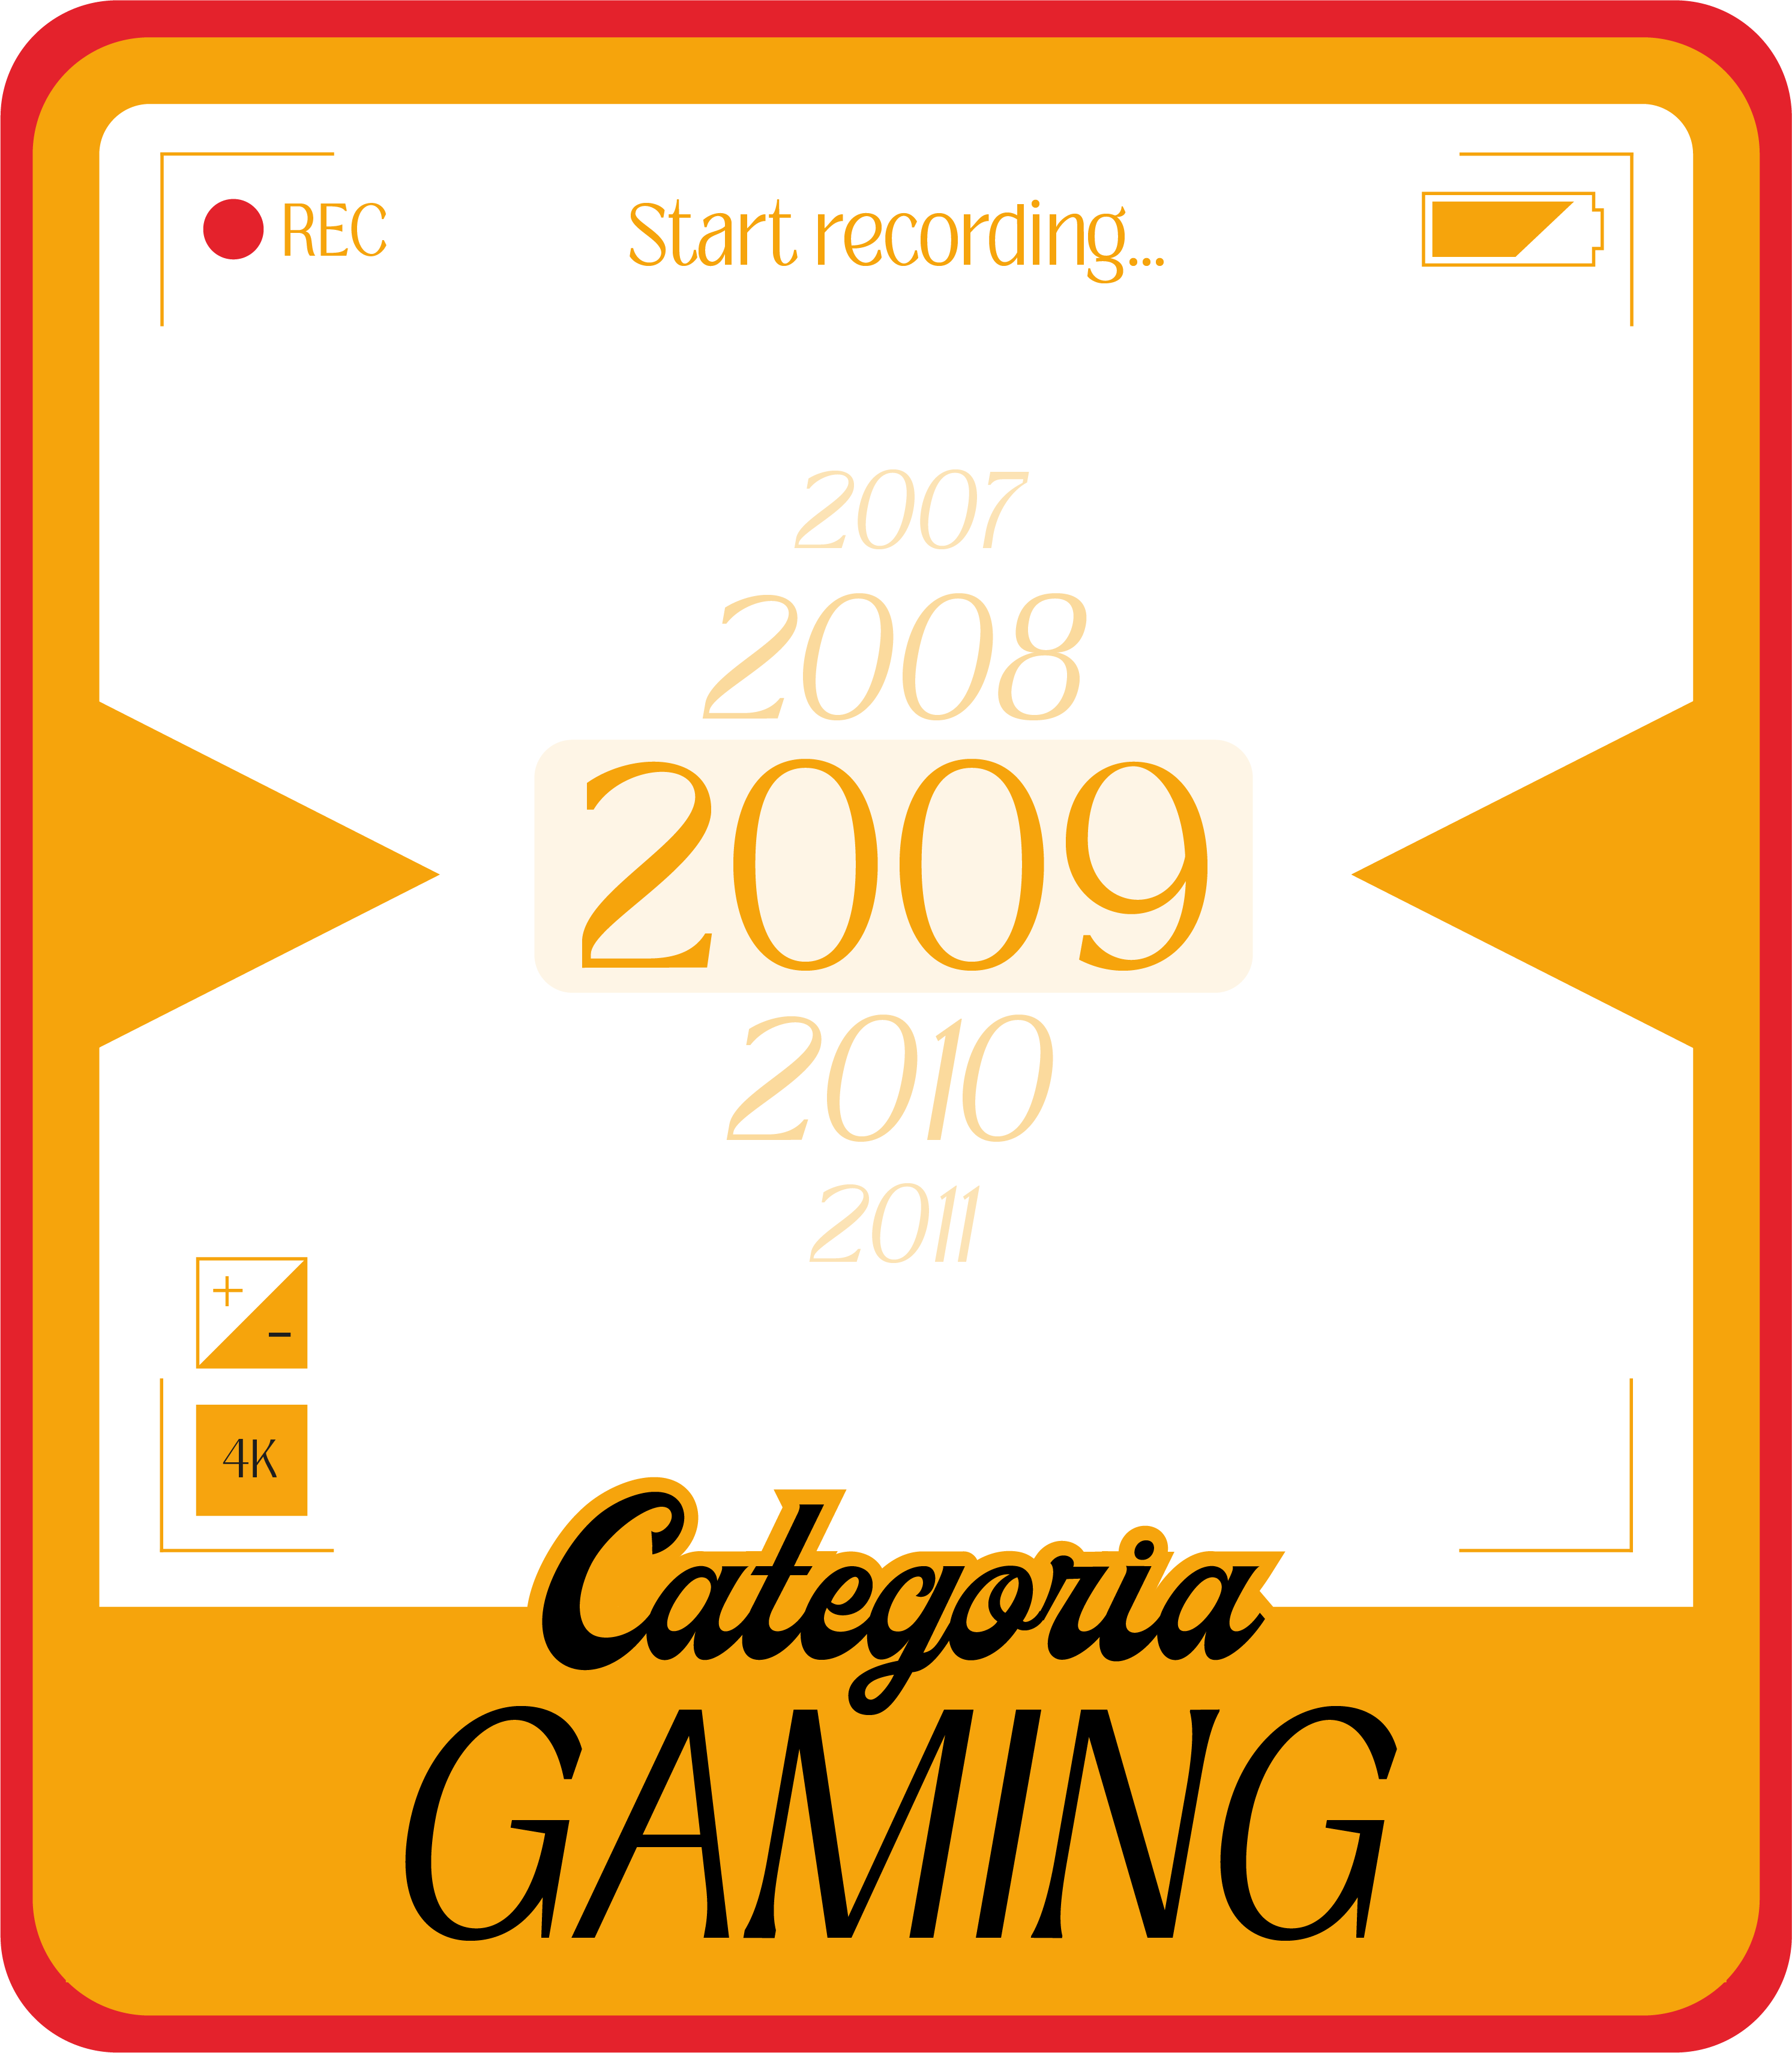 REC
Start recording...
2007
2008
2009
2010
2011
+
-
4K
Categoria
GAMING